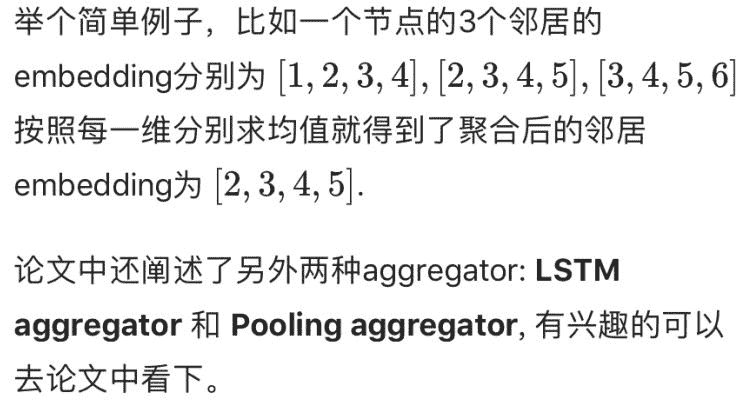 举个简单例子，比如一个节点的3个邻居的
embedding分别为 [1, 2, 3, 4], [2, 3, 4, 5], [3, 4, 5, 6]
按照每一维分别求均值就得到了聚合后的邻居
embedding为 [2, 3, 4, 5].
论文中还阐述了另外两种aggregator: LSTM
aggregator 和 Pooling aggregator, 有兴趣的可以
去论文中看下。